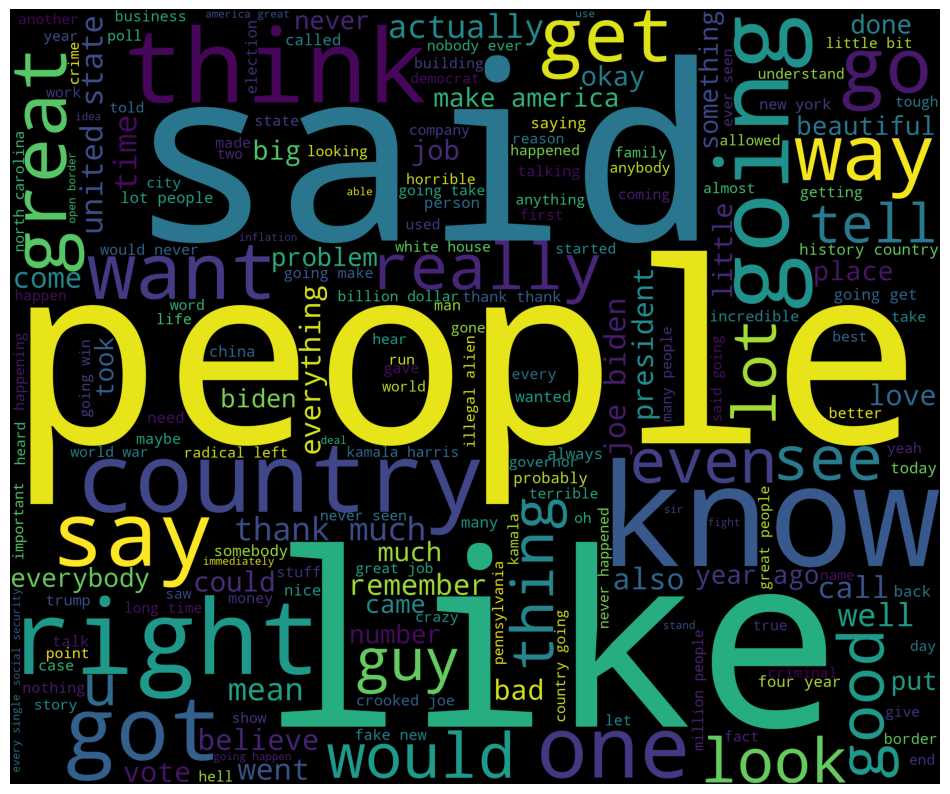 another
business
america great
use
poll
called
never
actually
nobody ever
get
something
done
little bit
year
crime
work
think
building
election
democrat
okay
go
understand
ever seen
idea
told
make america
new york
tough
great
united state
time
made
two
state
big
looking
company
job
saying
reason
happened
family
anybody
allowed
beautiful
said
going
way
north carolina
open border
city
lot people
able
horrible
going take
person
talking
anything
first
coming
almost
getting
tell
used
would never
inflation
white house
started
history country
come
want
problem
going make
really
little
place
happen
word
life
everything
billion dollar
man
thank thank
incredible
going get
take
people
lot
going win
took
china
hear
gone
run
gave
world
illegal alien
every
wanted
joe biden
president
many people
said going
best
love
better
biden
need
maybe
deal
heard happening
world war
radical left
kamala harris
governor
always
probably
terrible
even
see
yeah
today
country
know
important
say
thank much
never seen
many
oh
sir
fight
great people
somebody
immediately
much
kamala
thing
never happened
everybody
could
stuff
great job
remember
also
year ago
name
call
back
trump
saw
money
nice
came
crazy
pennsylvania
well
long time
like
right
talk
point
case
number
guy
stand
true
criminal
four year
good
day
put
nothing
u
mean
bad
country going
million people
story
got
crooked joe
let
give
every single social security
show
believe
fake new
would
one
fact
look
border
end
vote
hell
went
going happen